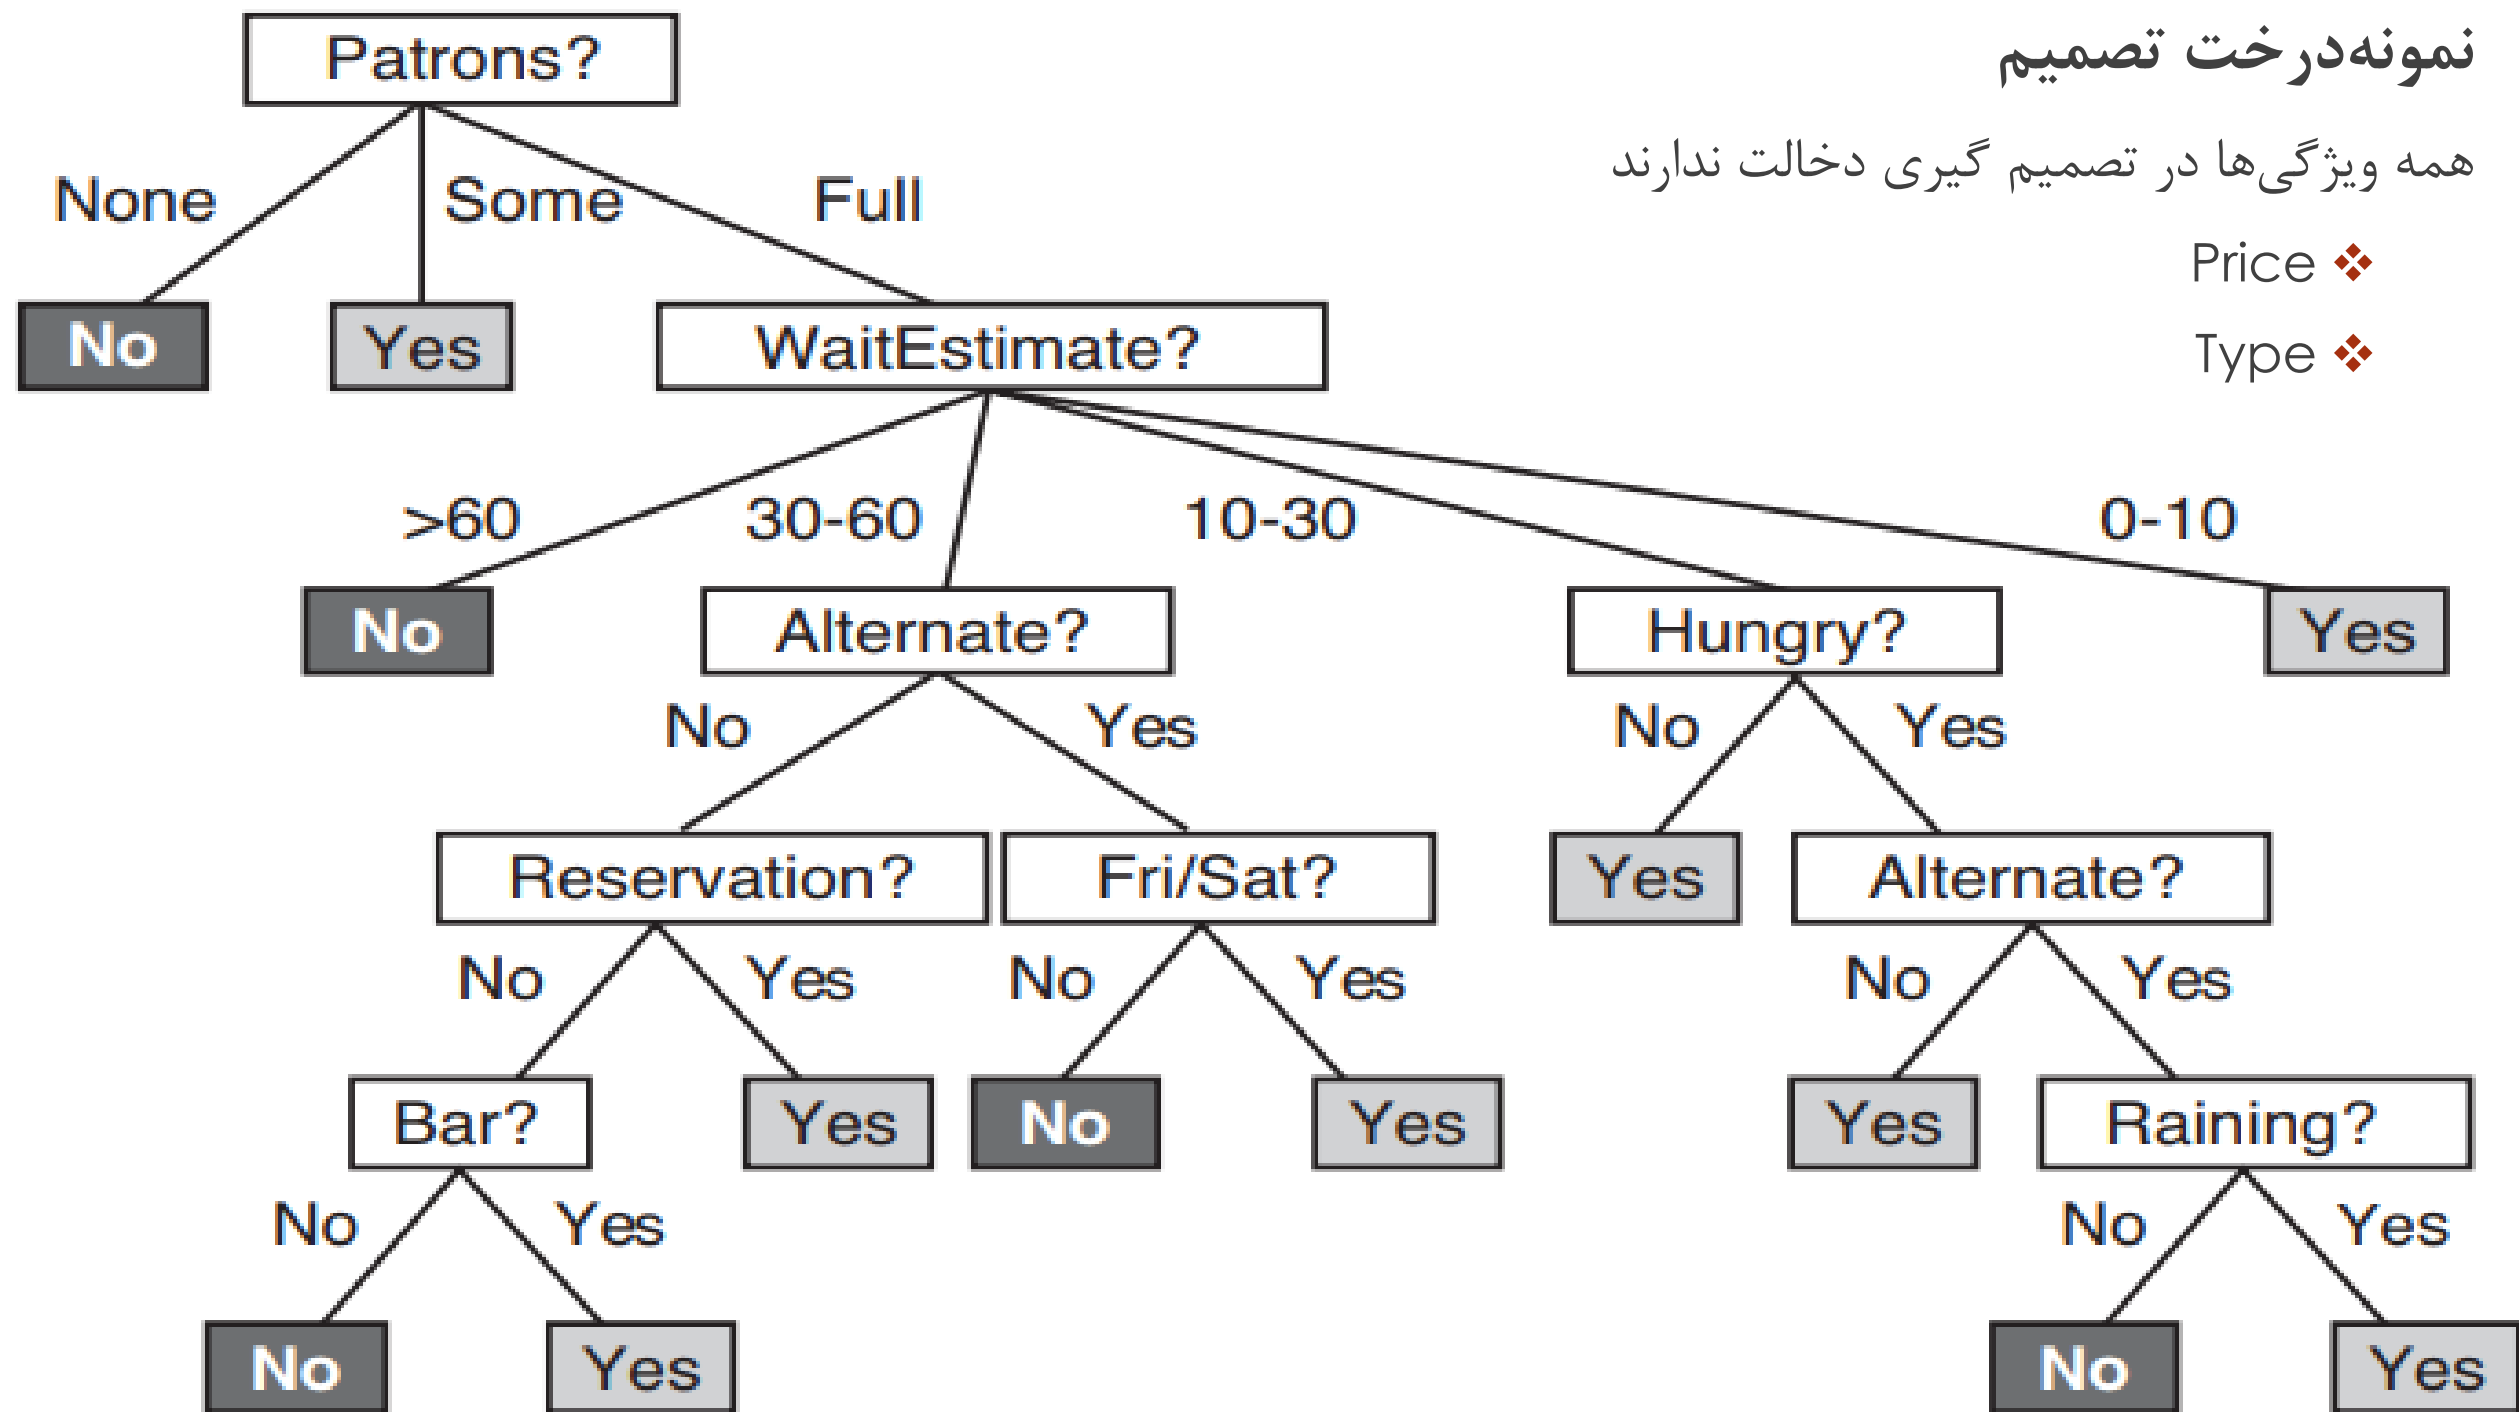 نمونه‌درخت تصمیم
همه ویژگی‌ها در تصمیم گیری دخالت ندارند
Price
Type
Patrons?
None Some Full
No Yes WaitEstimate?
>60 30-60 10-30 0-10
No Alternate? Hungry? Yes
No Yes No Yes
Reservation? Fri/Sat? Yes Alternate?
No Yes No Yes No Yes
Bar? Yes No Yes Yes Raining?
No Yes No Yes
No Yes No Yes